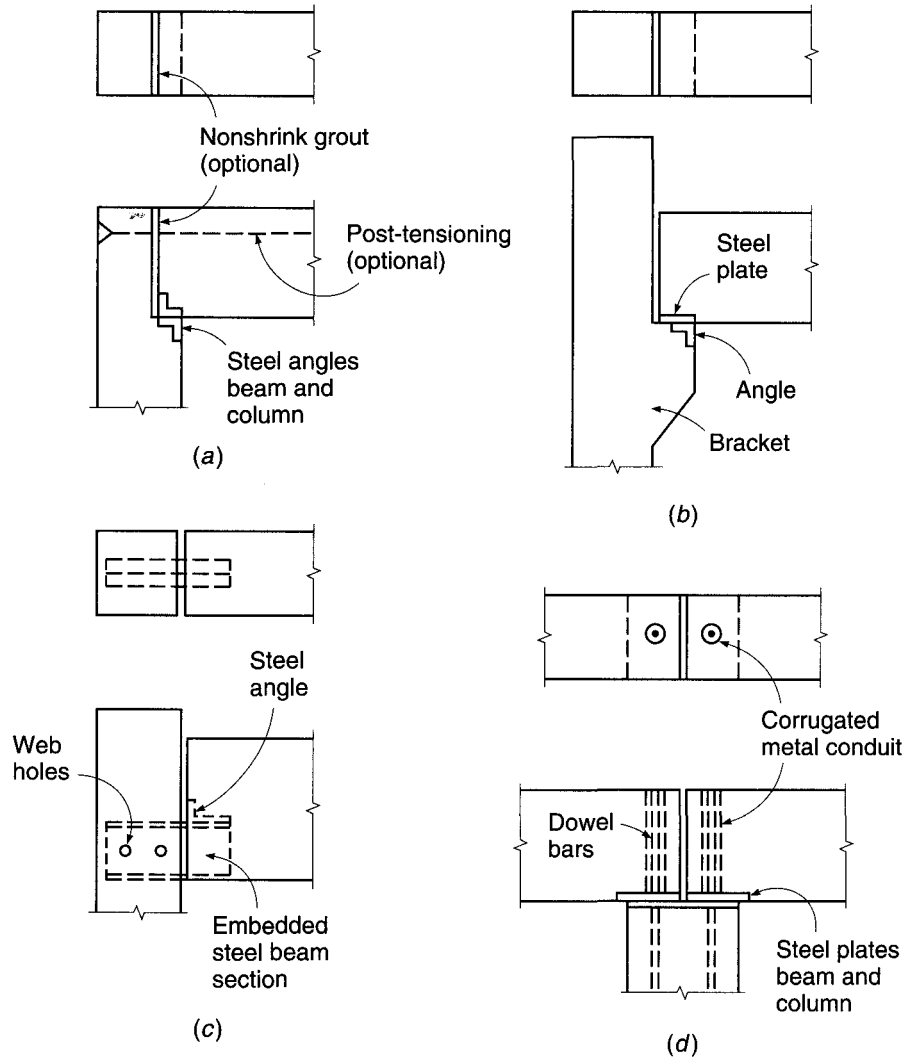 Nonshrink grout
(optional)
Post-tensioning
(optional)
Steel angles
beam and
column
(a)
Steel
plate
Angle
Bracket
(b)
Steel
angle
Web
holes
Embedded
steel beam
section
(c)
Corrugated
metal conduit
Dowel
bars
Steel plates
beam and
column
(d)